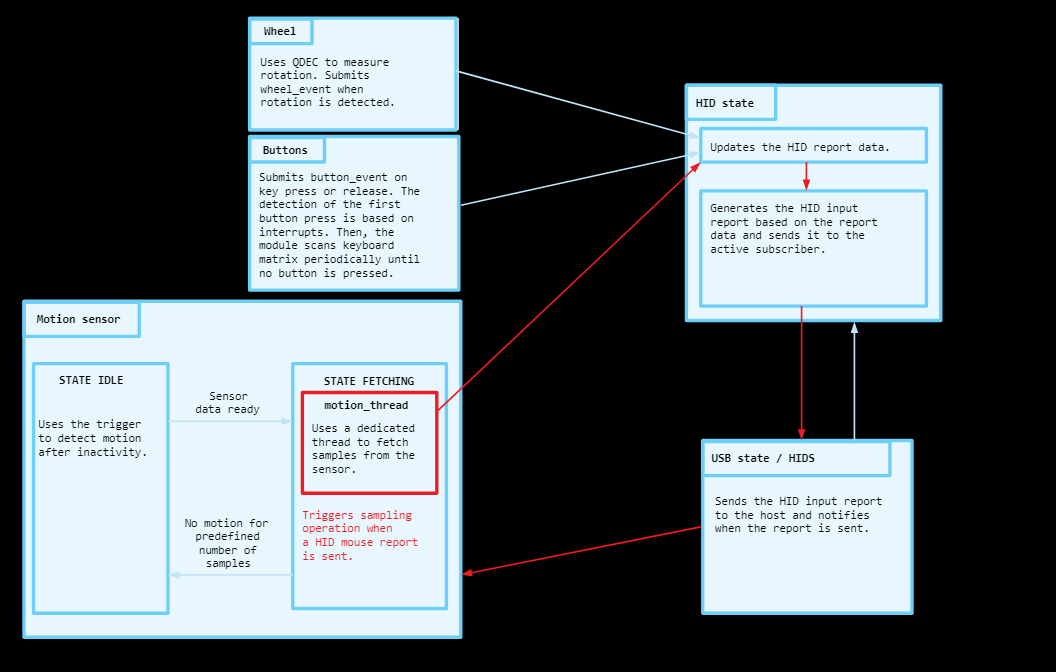 Wheel
Uses QDEC to measure
rotation. Submits
wheel_event when
rotation is detected.
Buttons
Submits button_event on
key press or release. The
detection of the first
button press is based on
interrupts. Then, the
module scans keyboard
matrix periodically until
no button is pressed.
HID state
Updates the HID report data.
Generates the HID input
report based on the report
data and sends it to the
active subscriber.
Motion sensor
STATE IDLE
Uses the trigger
to detect motion
after inactivity.
Sensor
data ready
No motion for
predefined
number of
samples
STATE FETCHING
motion_thread
Uses a dedicated
thread to fetch
samples from the
sensor.
Triggers sampling
operation when
a HID mouse report
is sent.
USB state / HIDS
Sends the HID input report
to the host and notifies
when the report is sent.